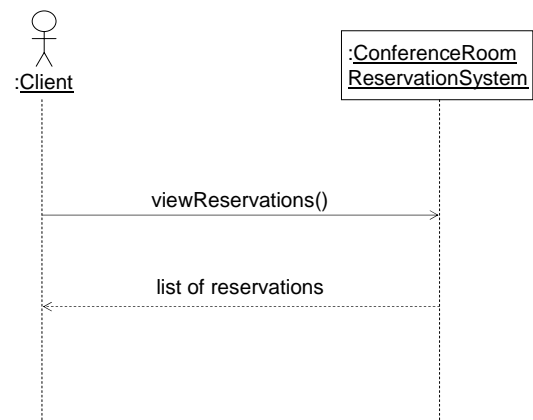 :Client
:ConferenceRoom
ReservationSystem
viewReservations()
list of reservations